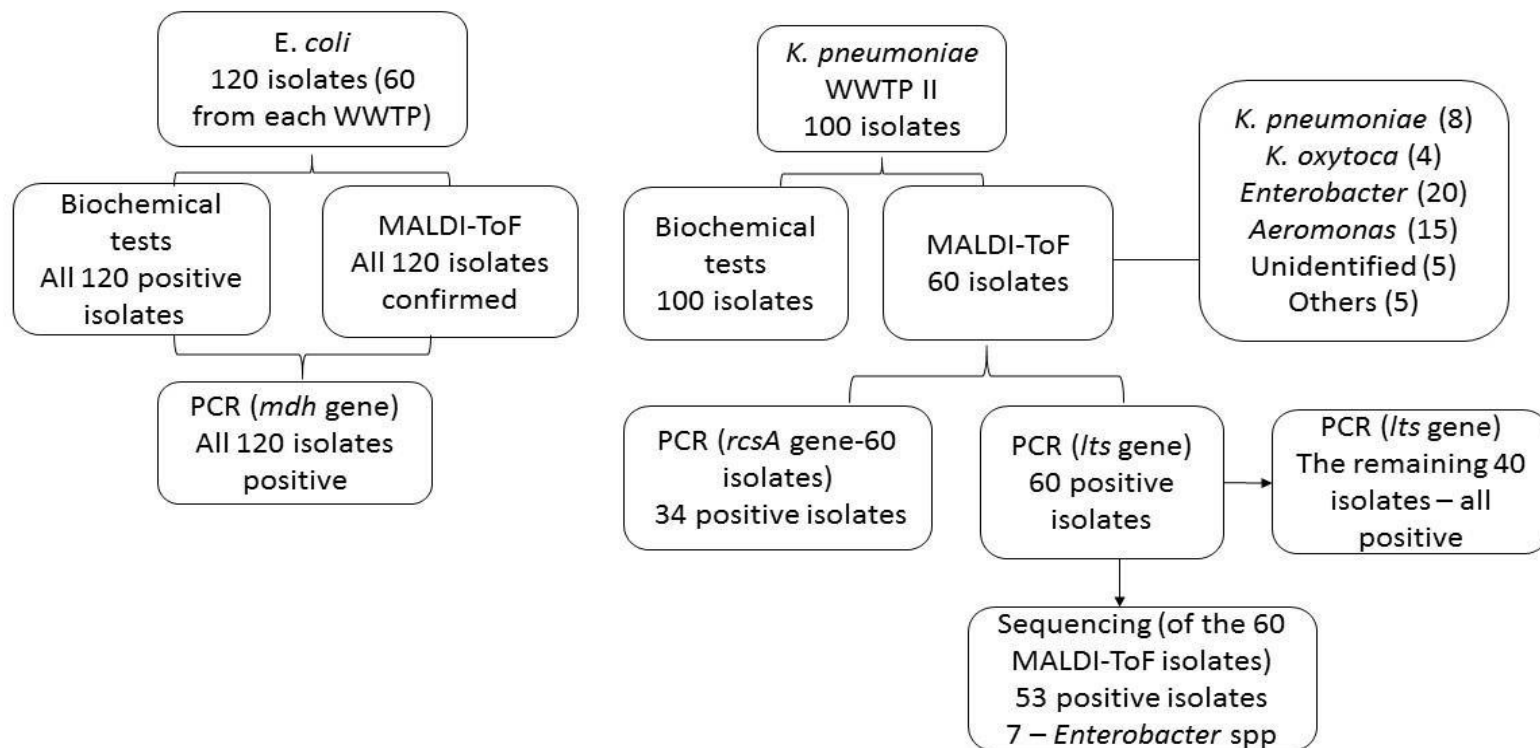 E. coli
120 isolates (60
from each WWTP)
Biochemical
tests
All 120 positive
isolates
MALDI-ToF
All 120 isolates
confirmed
PCR (mdh gene)
All 120 isolates
positive
K. pneumoniae
WWTP II
100 isolates
Biochemical
tests
100 isolates
MALDI-ToF
60 isolates
K. pneumoniae (8)
K. oxytoca (4)
Enterobacter (20)
Aeromonas (15)
Unidentified (5)
Others (5)
PCR (rcsA gene-60
isolates)
34 positive isolates
PCR (lts gene)
60 positive
isolates
PCR (lts gene)
The remaining 40
isolates – all
positive
Sequencing (of the 60
MALDI-ToF isolates)
53 positive isolates
7 – Enterobacter spp